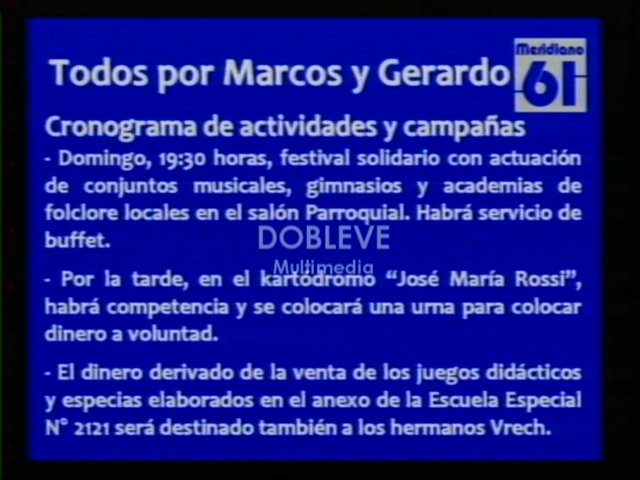 Meridiano
61
Todos por Marcos y Gerardo
Cronograma de actividades y campañas
- Domingo, 19:30 horas, festival solidario con actuación
de conjuntos musicales, gimnasios y academias de
folclore locales en el salón Parroquial. Habrá servicio de
buffet.
DOBLEVE
Multimedia
- Por la tarde, en el kartódromo “José María Rossi”,
habrá competencia y se colocará una urna para colocar
dinero a voluntad.
- El dinero derivado de la venta de los juegos didácticos
y especias elaborados en el anexo de la Escuela Especial
N° 2121 será destinado también a los hermanos Vrech.